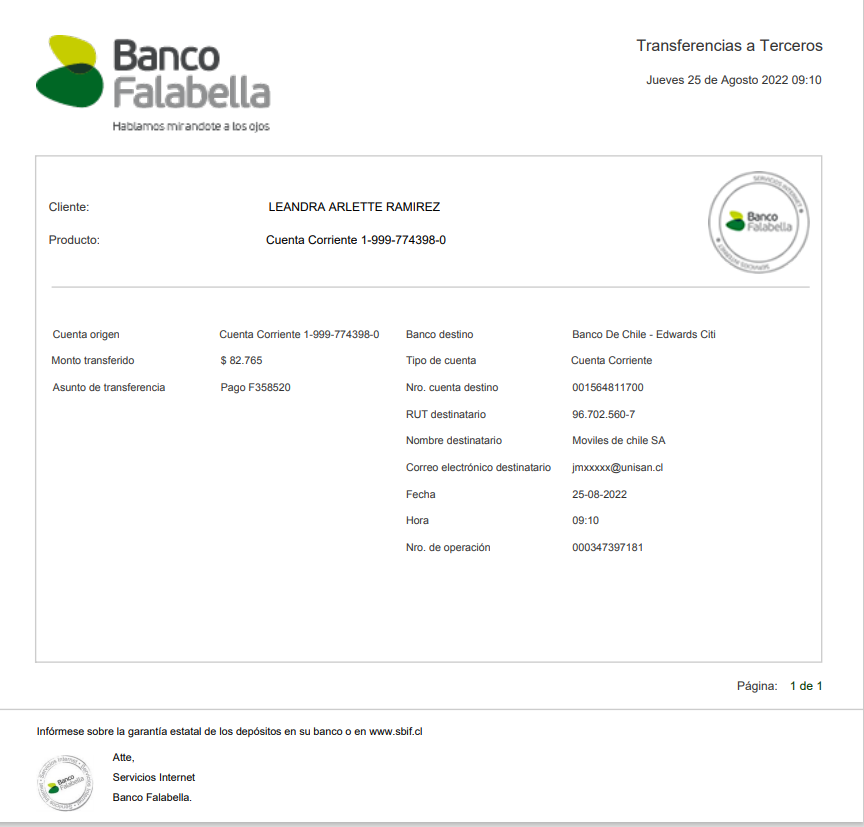 Banco
Falabella
Hablamos mirandote a los ojos
Transferencias a Terceros
Jueves 25 de Agosto 2022 09:10
Cliente: LEANDRA ARLETTE RAMIREZ
Producto: Cuenta Corriente 1-999-774398-0
SERVICIOS INTERNET
Banco
Falabella
SERVICIOS INTERNET
Cuenta origen Cuenta Corriente 1-999-774398-0 Banco destino Banco De Chile - Edwards Citi
Monto transferido $ 82.765 Tipo de cuenta Cuenta Corriente
Asunto de transferencia Pago F358520 Nro. cuenta destino 001564811700
RUT destinatario 96.702.560-7
Nombre destinatario Moviles de chile SA
Correo electrónico destinatario jmxxxxx@unisan.cl
Fecha 25-08-2022
Hora 09:10
Nro. de operación 000347397181
Página: 1 de 1
Infórmese sobre la garantía estatal de los depósitos en su banco o en www.sbif.cl
Atte,
Servicios Internet
Banco Falabella.
Banco
Falabella